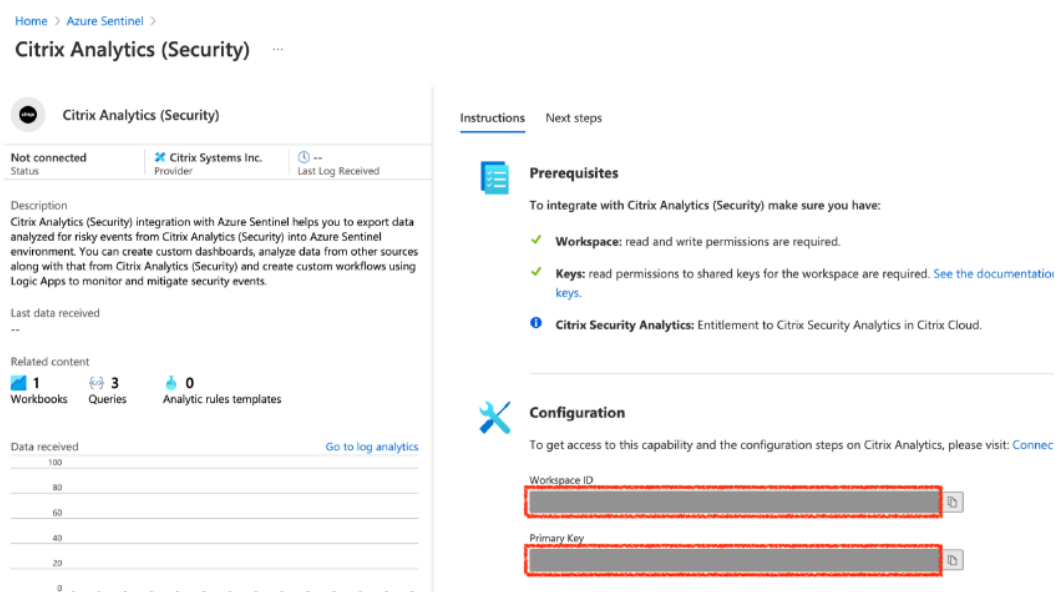 Home > Azure Sentinel >
Citrix Analytics (Security) ...
citrix
Citrix Analytics (Security)
Not connected
Status
Citrix Systems Inc.
Provider
--
Last Log Received
Description
Citrix Analytics (Security) integration with Azure Sentinel helps you to export data
analyzed for risky events from Citrix Analytics (Security) into Azure Sentinel
environment. You can create custom dashboards, analyze data from other sources
along with that from Citrix Analytics (Security) and create custom workflows using
Logic Apps to monitor and mitigate security events.
Last data received
--
Related content
1
Workbooks
3
Queries
0
Analytic rules templates
Data received
Go to log analytics
100
80
60
40
20
0
Instructions
Next steps
Prerequisites
To integrate with Citrix Analytics (Security) make sure you have:
Workspace: read and write permissions are required.
Keys: read permissions to shared keys for the workspace are required. See the documentation
keys.
Citrix Security Analytics: Entitlement to Citrix Security Analytics in Citrix Cloud.
Configuration
To get access to this capability and the configuration steps on Citrix Analytics, please visit: Connec
Workspace ID
Primary Key